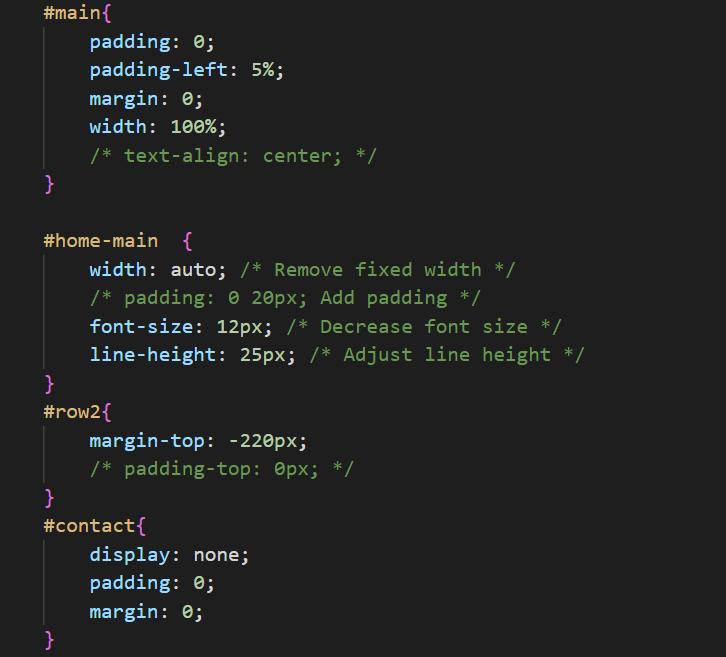 #main{
    padding: 0;
    padding-left: 5%;
    margin: 0;
    width: 100%;
    /* text-align: center; */
}

#home-main  {
    width: auto; /* Remove fixed width */
    /* padding: 0 20px; Add padding */
    font-size: 12px; /* Decrease font size */
    line-height: 25px; /* Adjust line height */
}
#row2{
    margin-top: -220px;
    /* padding-top: 0px; */
}
#contact{
    display: none;
    padding: 0;
    margin: 0;
}